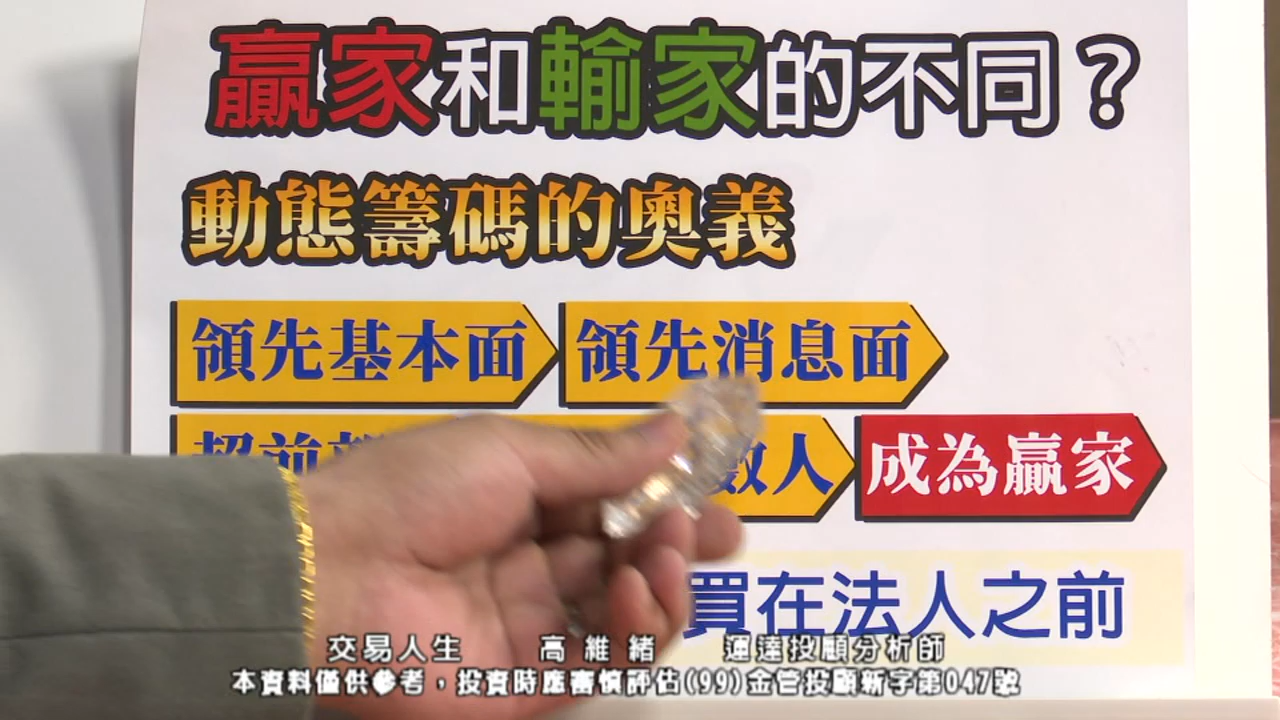 贏家和輸家的不同？
動態籌碼的奧義
領先基本面 領先消息面
超前 數人 成為贏家
買在法人之前
交易人生 高維緒 運達投顧分析師
本資料僅供參考，投資時應審慎評估(99)金管投顧新字第047號